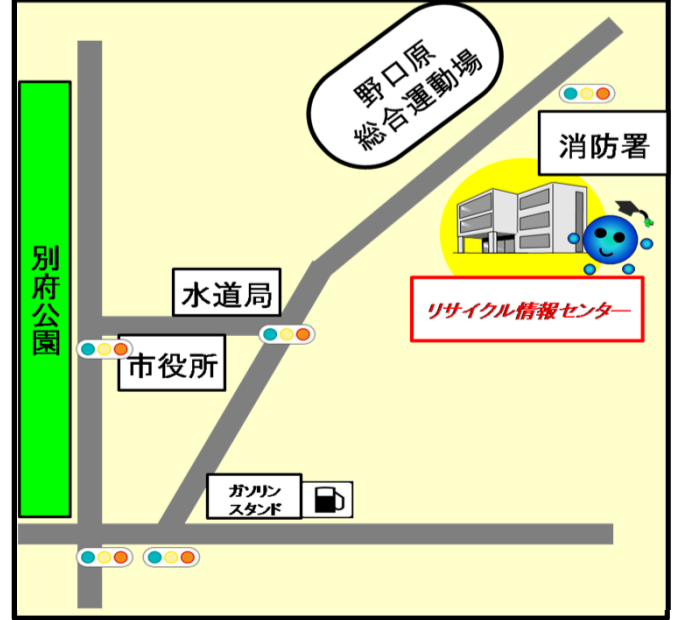 野口原
総合運動場
消防署
リサイクル情報センター
別府公園
水道局
市役所
ガソリン
スタンド